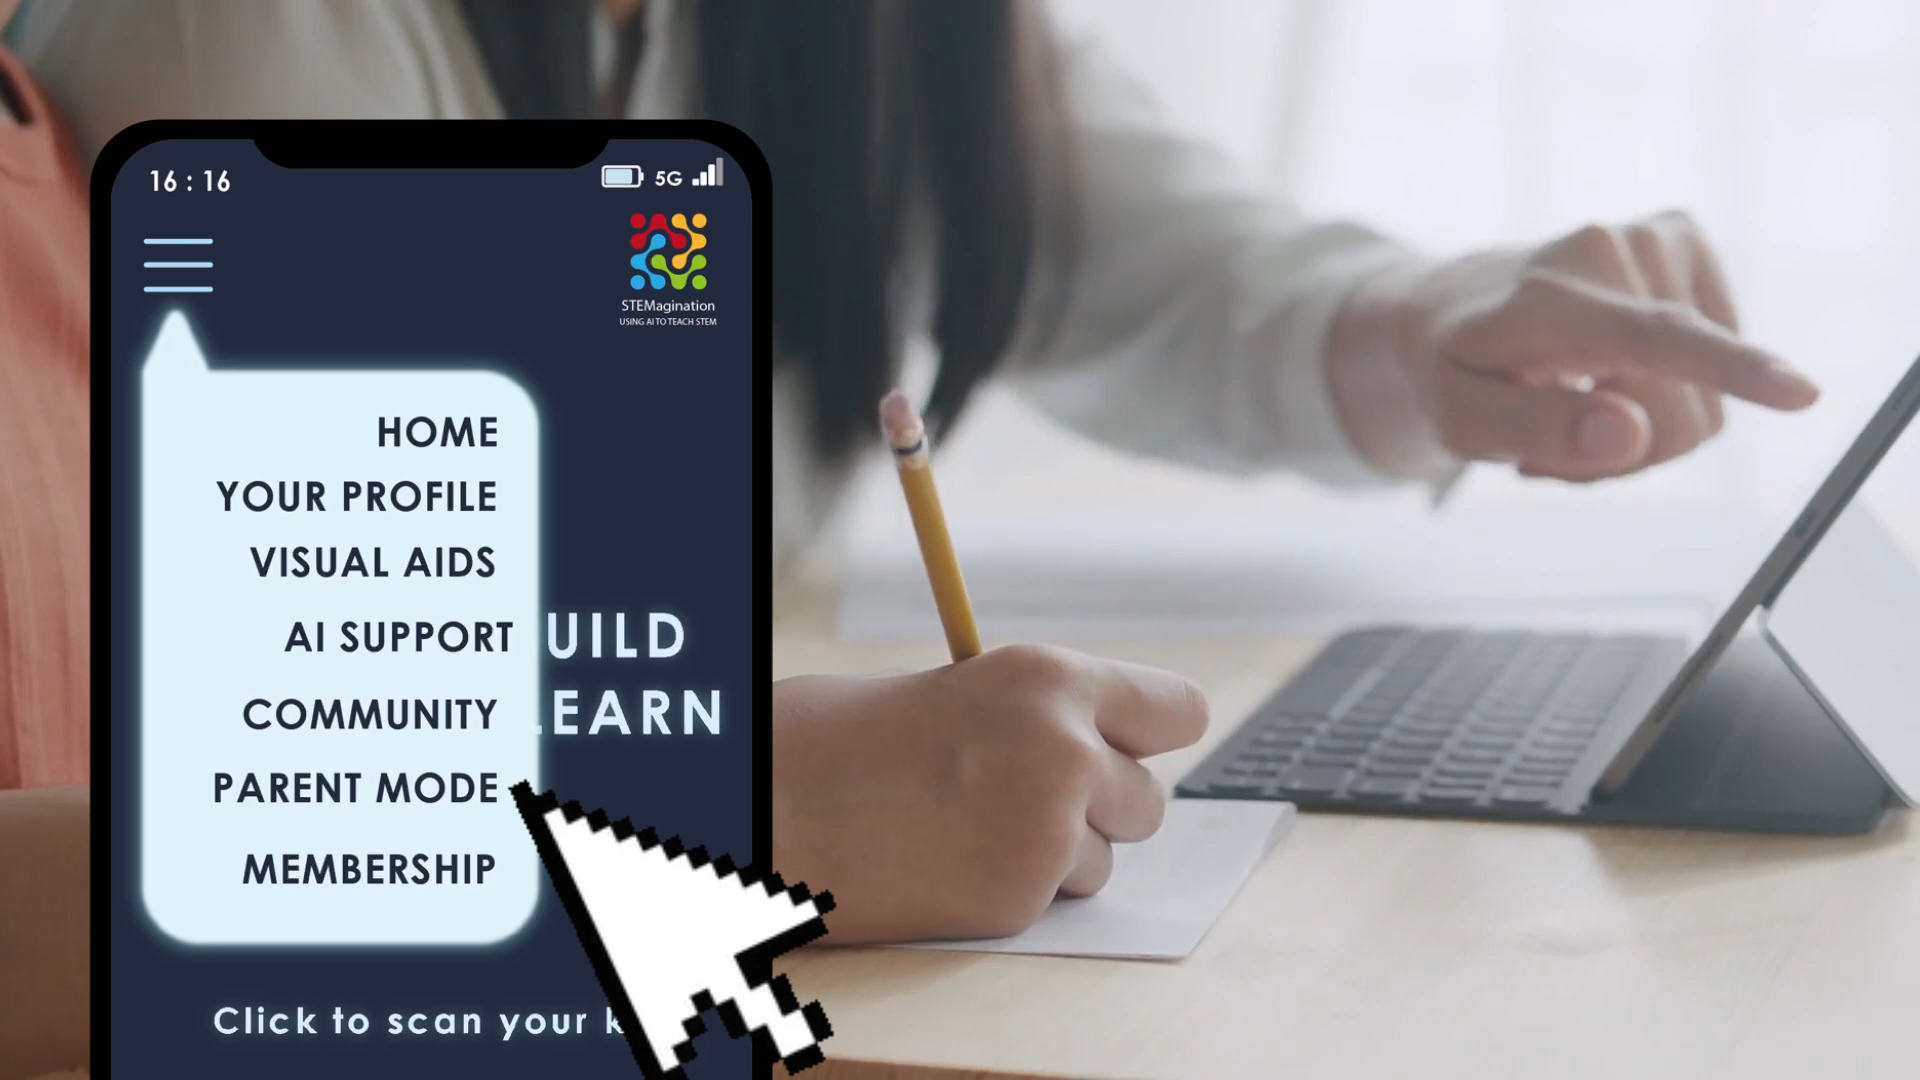 16 : 16
5G
STEMagination
USING AI TO TEACH STEM
HOME
YOUR PROFILE
VISUAL AIDS
AI SUPPORT
COMMUNITY
PARENT MODE
MEMBERSHIP
UILD
LEARN
Click to scan your